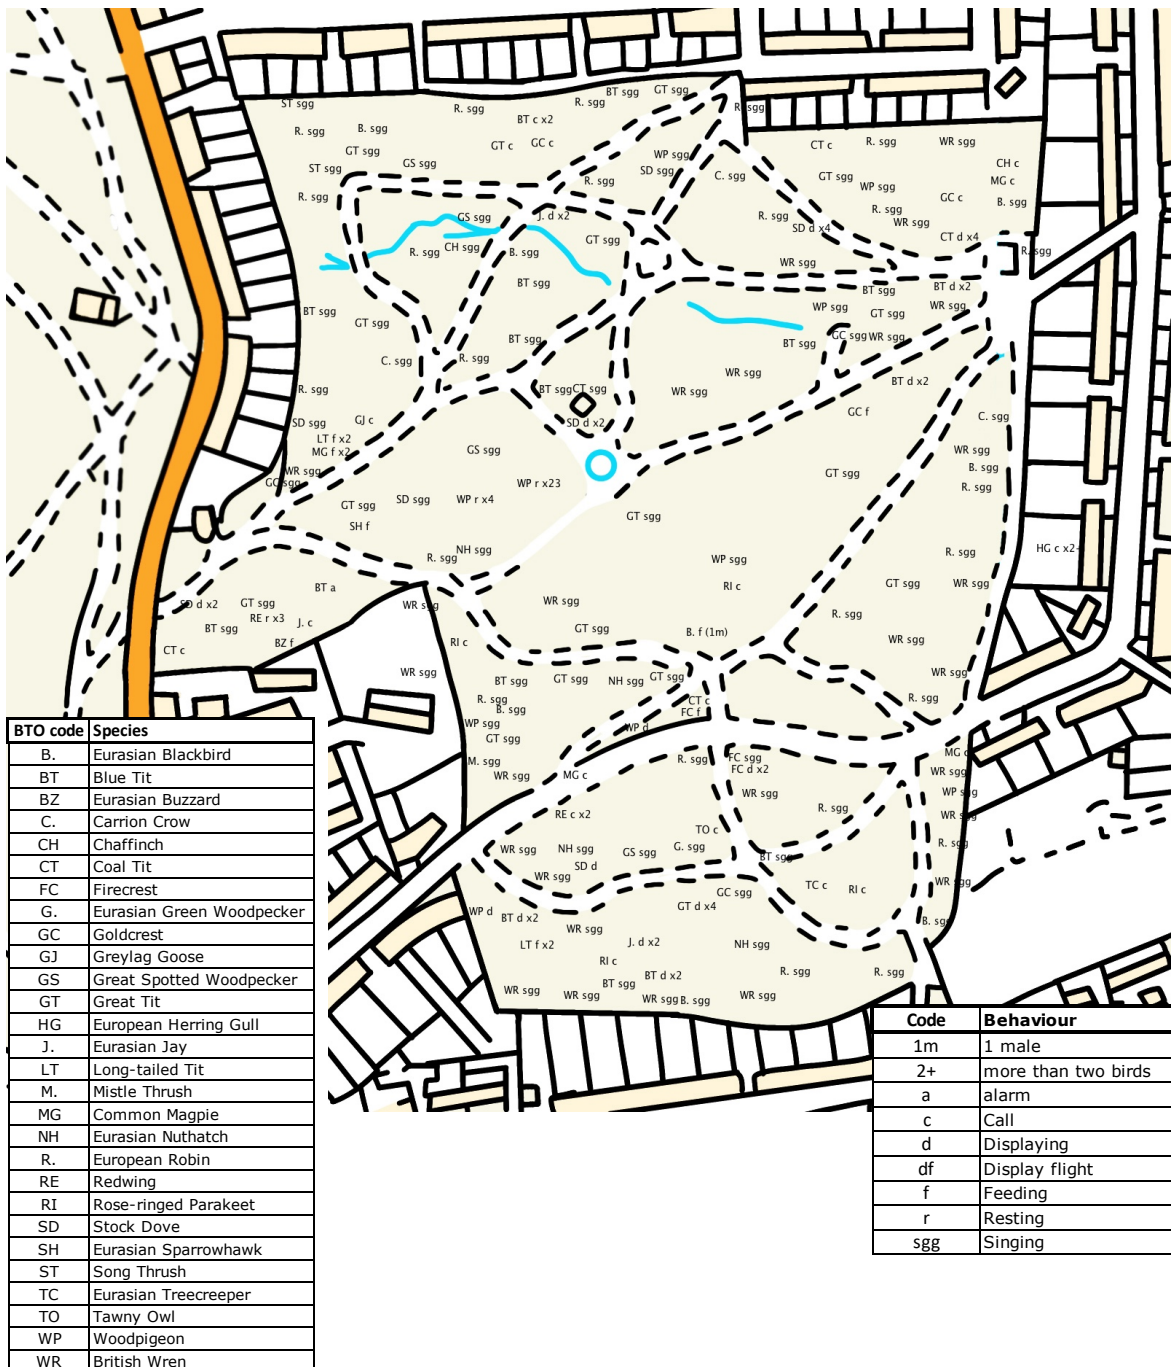 BT sgg GT sgg
ST sgg R. sgg R. sgg R. sgg
BT c x2
R. sgg B. sgg
GT sgg GT c GC c CT c R. sgg WR sgg
ST sgg GS sgg WP sgg CH c
SD sgg C. sgg GT sgg WP sgg MG c
R. sgg R. sgg GC c B. sgg
GS sgg J. d x2 R. sgg R. sgg
SD d x4 WR sgg
R. sgg CH sgg B. sgg GT sgg CT d x4 R. sgg
WR sgg
BT sgg BT sgg BT d x2
BT sgg WP sgg WR sgg
GT sgg GT sgg
BT sgg BT sgg GC sgg WR sgg
C. sgg R. sgg
WR sgg
R. sgg BT sgg CT sgg WR sgg BT d x2
SD sgg GJ c SD d x2 GC f C. sgg
LT f x2
MG f x2 GS sgg WR sgg
WR sgg GT sgg B. sgg
GC sgg WP r x23 R. sgg
GT sgg SD sgg WP r x4
SH f GT sgg
R. sgg NH sgg WP sgg R. sgg HG c x2+
BT a RI c GT sgg WR sgg
SD d x2 GT sgg WR sgg WR sgg
RE r x3 R. sgg
BT sgg J. c GT sgg B. f (1m)
CT c BZ f RI c WR sgg
WR sgg BT sgg GT sgg NH sgg GT sgg WR sgg
R. sgg CT c R. sgg
B. sgg FC f
WP sgg WP d
GT sgg
M. sgg R. sgg FC sgg MG c
WR sgg MG c FC d x2 WR sgg
WR sgg WP sgg
RE c x2 R. sgg WR sgg
TO c
WR sgg NH sgg GS sgg G. sgg BT sgg R. sgg
SD d
WR sgg GC sgg TC c RI c WR sgg
WP d BT d x2 GT d x4 B. sgg
WR sgg
LT f x2 J. d x2 NH sgg
RI c
BT sgg BT d x2 R. sgg R. sgg
WR sgg WR sgg WR sgg B. sgg WR sgg
BTO code Species
B. Eurasian Blackbird
BT Blue Tit
BZ Eurasian Buzzard
C. Carrion Crow
CH Chaffinch
CT Coal Tit
FC Firecrest
G. Eurasian Green Woodpecker
GC Goldcrest
GJ Greylag Goose
GS Great Spotted Woodpecker
GT Great Tit
HG European Herring Gull
J. Eurasian Jay
LT Long-tailed Tit
M. Mistle Thrush
MG Common Magpie
NH Eurasian Nuthatch
R. European Robin
RE Redwing
RI Rose-ringed Parakeet
SD Stock Dove
SH Eurasian Sparrowhawk
ST Song Thrush
TC Eurasian Treecreeper
TO Tawny Owl
WP Woodpigeon
WR British Wren
Code Behaviour
1m 1 male
2+ more than two birds
a alarm
c Call
d Displaying
df Display flight
f Feeding
r Resting
sgg Singing